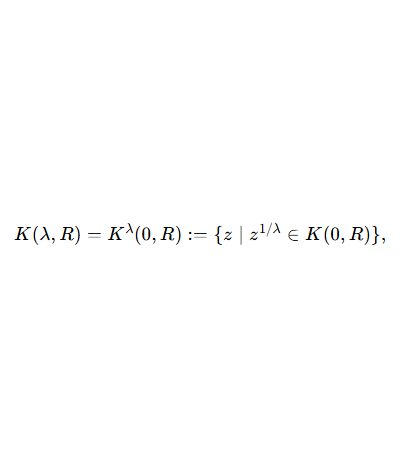 K(λ, R) = K^λ(0, R) := {z | z^{1/λ} ∈ K(0, R)},